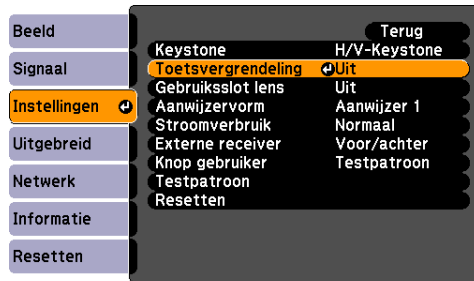 Beeld
Signaal
Instellingen
Uitgebreid
Netwerk
Informatie
Resetten
Terug
Keystone H/V-Keystone
Toetsvergrendeling Uit
Gebruiksslot lens Uit
Aanwijzervorm Aanwijzer 1
Stroomverbruik Normaal
Externe receiver Voor/achter
Knop gebruiker Testpatroon
Testpatroon
Resetten